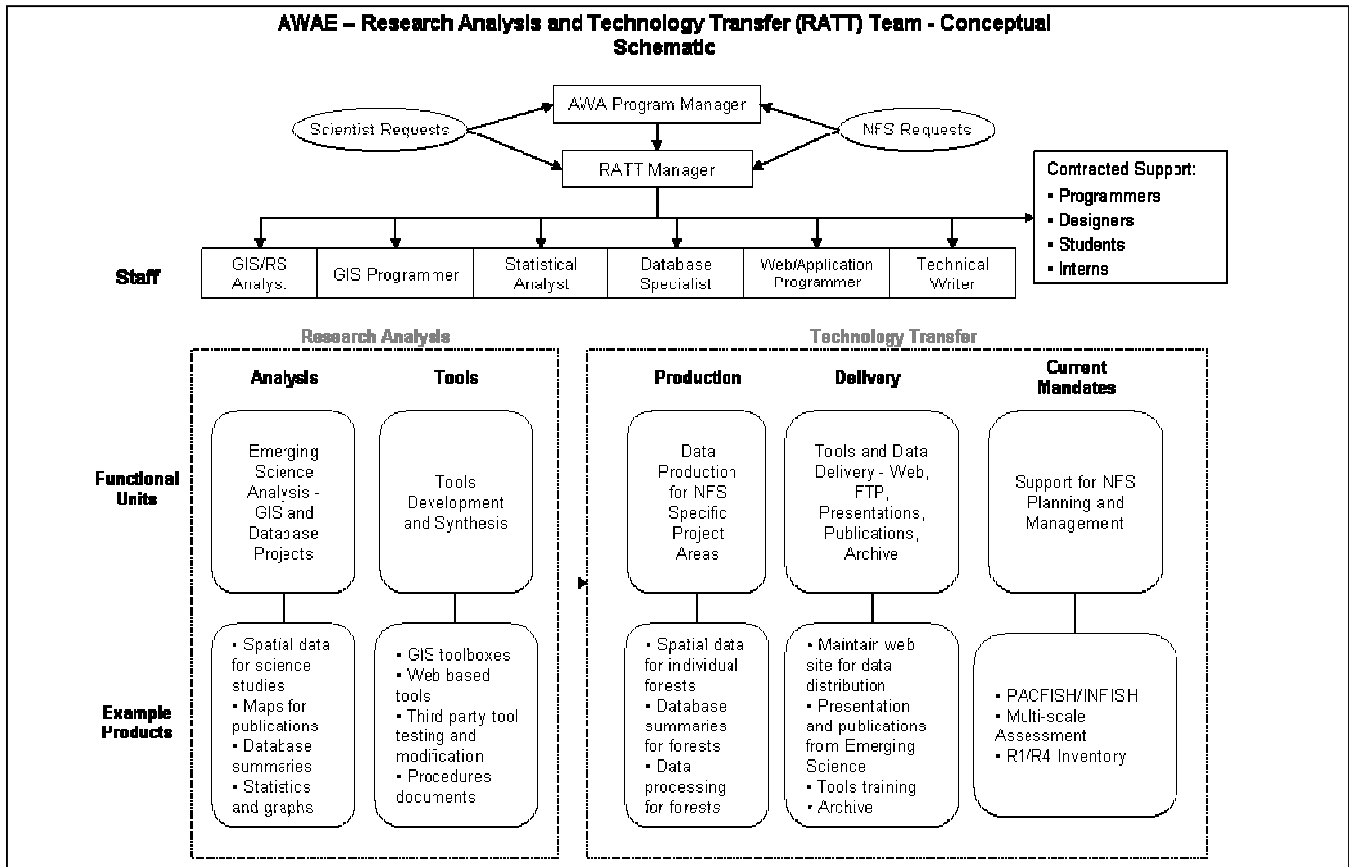 AWAE – Research Analysis and Technology Transfer (RATT) Team - Conceptual
Schematic
AWA Program Manager
Scientist Requests
NFS Requests
RATT Manager
Contracted Support:
▪ Programmers
▪ Designers
▪ Students
▪ Interns
Staff
GIS/RS
Analyst
GIS Programmer
Statistical
Analyst
Database
Specialist
Web/Application
Programmer
Technical
Writer
Research Analysis
Technology Transfer
Analysis
Tools
Production
Delivery
Current
Mandates
Functional
Units
Emerging
Science
Analysis -
GIS and
Database
Projects
Tools
Development
and Synthesis
Data
Production
for NFS
Specific
Project
Areas
Tools and Data
Delivery - Web,
FTP,
Presentations,
Publications,
Archive
Support for NFS
Planning and
Management
Example
Products
▪ Spatial data
for science
studies
▪ Maps for
publications
▪ Database
summaries
▪ Statistics
and graphs
▪ GIS toolboxes
▪ Web based
tools
▪ Third party tool
testing and
modification
▪ Procedures
documents
▪ Spatial data
for individual
forests
▪ Database
summaries
for forests
▪ Data
processing
for forests
▪ Maintain web
site for data
distribution
▪ Presentation
and publications
from Emerging
Science
▪ Tools training
▪ Archive
▪ PACFISH/INFISH
▪ Multi-scale
Assessment
▪ R1/R4 Inventory